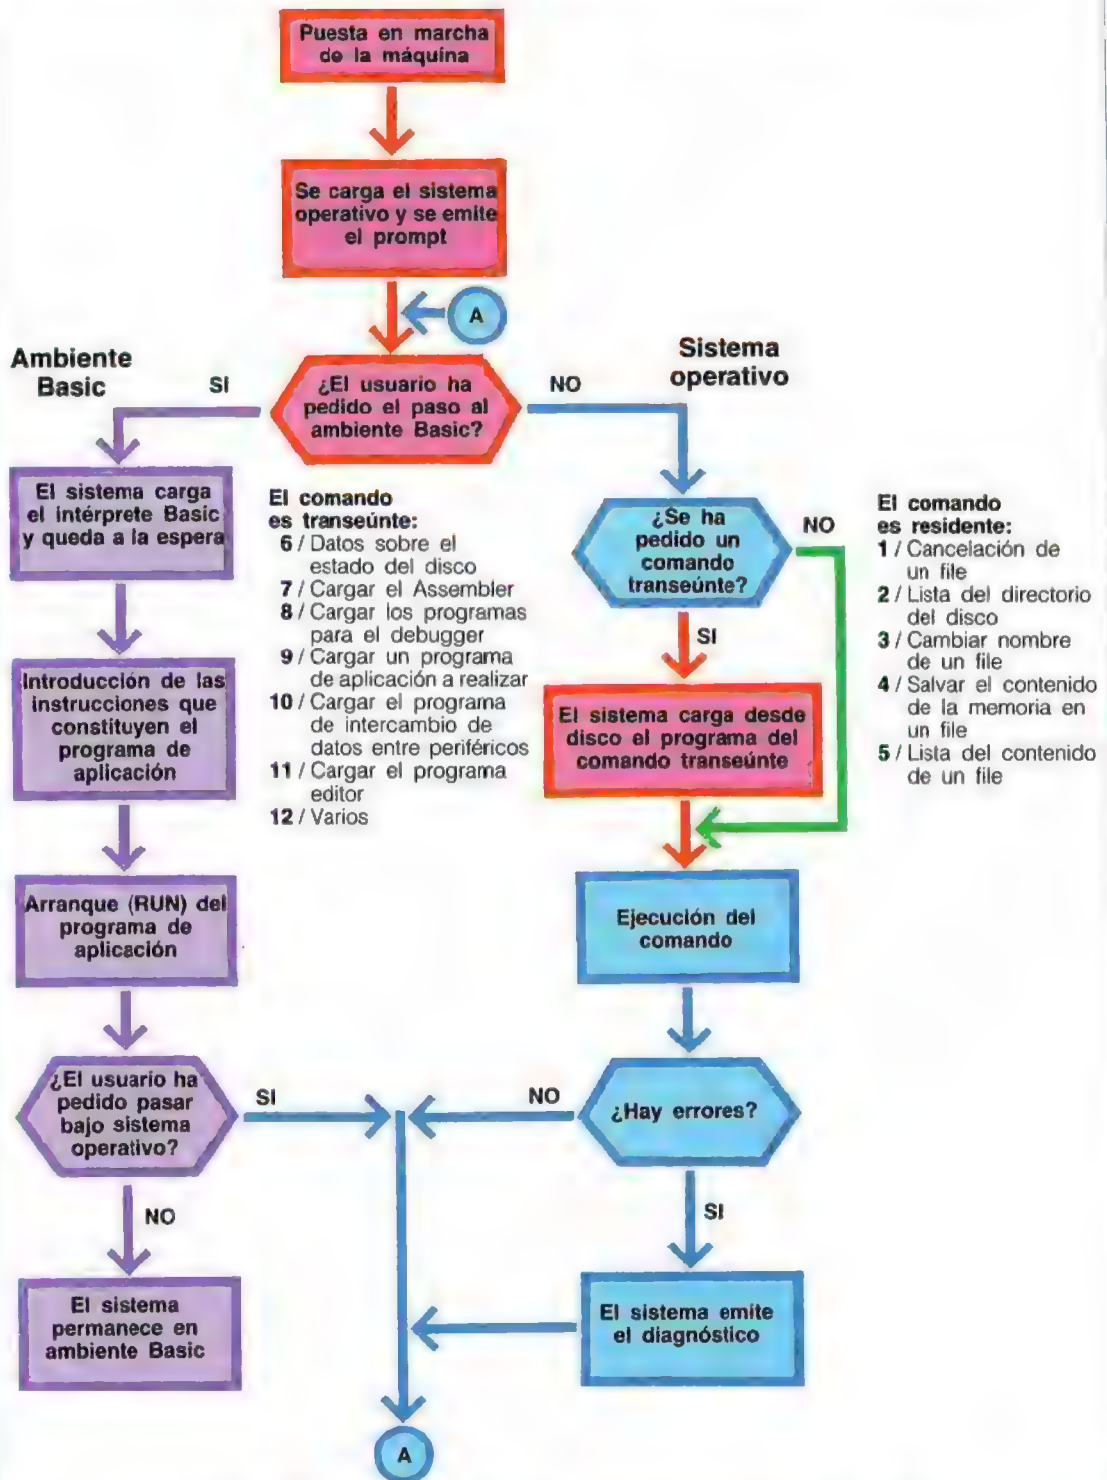 Puesta en marcha
de la máquina
Se carga el sistema
operativo y se emite
el prompt
A
Ambiente
Basic
SI
¿El usuario ha
pedido el paso al
ambiente Basic?
NO
Sistema
operativo
El sistema carga
el intérprete Basic
y queda a la espera
El comando
es transeúnte:
6 / Datos sobre el
estado del disco
7 / Cargar el Assembler
8 / Cargar los programas
para el debugger
9 / Cargar un programa
de aplicación a realizar
10 / Cargar el programa
de intercambio de
datos entre periféricos
11 / Cargar el programa
editor
12 / Varios
¿Se ha
pedido un
comando
transeúnte?
NO
El comando
es residente:
1 / Cancelación de
un file
2 / Lista del directorio
del disco
3 / Cambiar nombre
de un file
4 / Salvar el contenido
de la memoria en
un file
5 / Lista del contenido
de un file
SI
Introducción de las
instrucciones que
constituyen el
programa de
aplicación
El sistema carga desde
disco el programa del
comando transeúnte
Arranque (RUN) del
programa de
aplicación
Ejecución del
comando
¿El usuario ha
pedido pasar
bajo sistema
operativo?
SI
NO
¿Hay errores?
NO
SI
El sistema
permanece en
ambiente Basic
El sistema emite
el diagnóstico
A